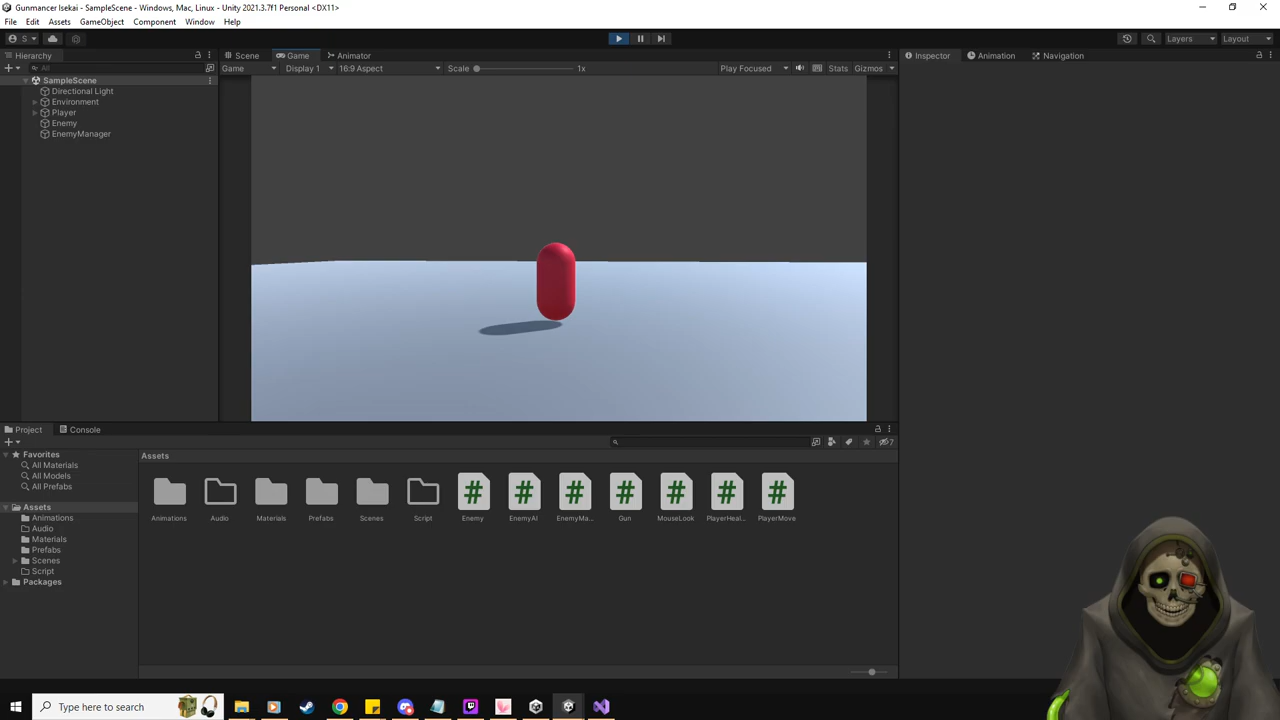 Gunmancer Isekai - SampleScene - Windows, Mac, Linux - Unity 2021.3.7f1 Personal <DX11>
File Edit Assets GameObject Component Window Help
S Layers Layout
Hierarchy Scene Game Animator Inspector Animation Navigation
All Game Display 1 16:9 Aspect Scale 1x Play Focused Stats Gizmos
SampleScene
Directional Light
Environment
Player
Enemy
EnemyManager
Project Console
7
Favorites Assets
All Materials
All Models
All Prefabs
Assets
Animations
Audio
Materials
Prefabs
Scenes
Script
Packages
Animations Audio Materials Prefabs Scenes Script Enemy EnemyAI EnemyMa... Gun MouseLook PlayerHeal... PlayerMove
Type here to search